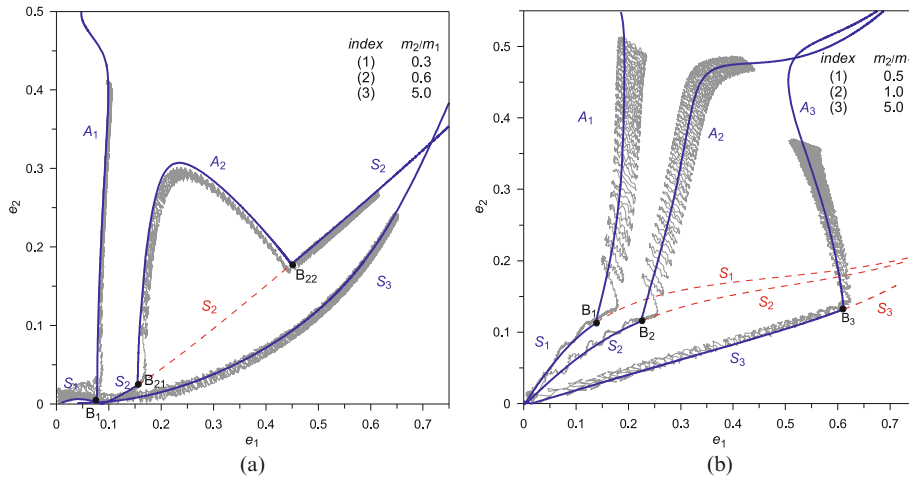 0.5
0.4
0.3
0.2
0.1
0
e2
0
0.1
0.2
0.3
0.4
0.5
0.6
0.7
e1
index m2/m1
(1) 0.3
(2) 0.6
(3) 5.0
A1
A2
S2
B22
S2
S3
S1
S2
B21
B1
(a)
(b)
0.5
0.4
0.3
0.2
0.1
0
e2
0
0.1
0.2
0.3
0.4
0.5
0.6
0.7
e1
index m2/m
(1) 0.5
(2) 1.0
(3) 5.0
A1
A2
A3
S1
S2
S3
B1
B2
B3
S1
S2
S3